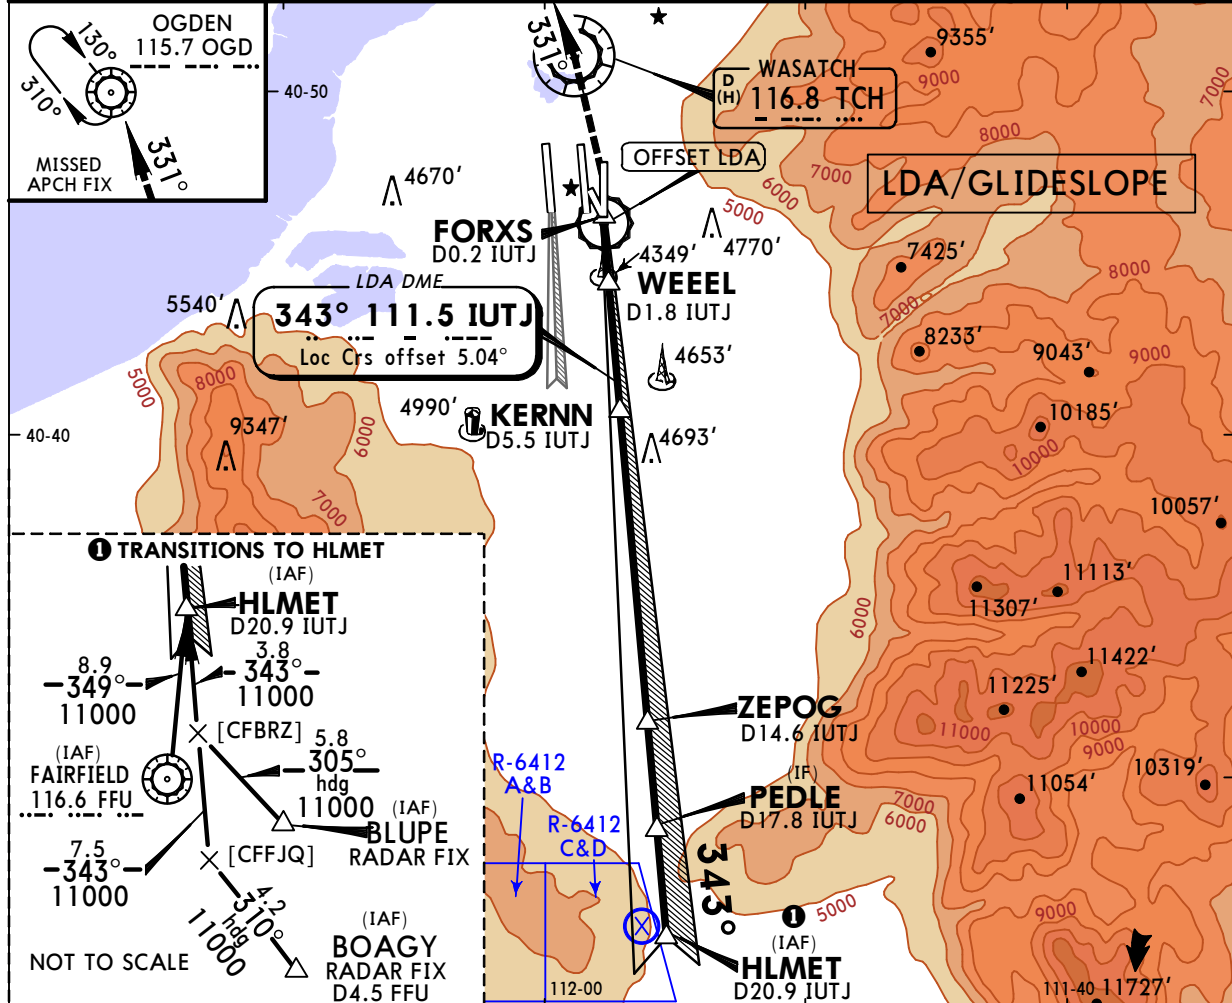 OGDEN
115.7 OGD
130°
310°
331°
MISSED
APCH FIX
331°
40-50
D
(H)
WASATCH
116.8 TCH
OFFSET LDA
LDA/GLIDESLOPE
9355'
9000
7000
8000
7000
6000
5000
4670'
FORXS
D0.2 IUTJ
4349'
4770'
WEEEL
D1.8 IUTJ
7425'
8000
7000
5540'
LDA DME
343° 111.5 IUTJ
Loc Crs offset 5.04°
8233'
9043'
9000
4653'
5000
8000
9347'
6000
4990'
KERNN
D5.5 IUTJ
4693'
10185'
10000
40-40
7000
10057'
❶ TRANSITIONS TO HLMET
(IAF)
HLMET
D20.9 IUTJ
8.9
349°
11000
3.8
343°
11000
[CFBRZ]
(IAF)
FAIRFIELD
116.6 FFU
5.8
305°
hdg
11000
(IAF)
BLUPE
RADAR FIX
7.5
343°
11000
[CFFJQ]
4.2
310°
hdg
11000
(IAF)
BOAGY
RADAR FIX
D4.5 FFU
NOT TO SCALE
11307'
11113'
6000
11422'
11225'
11000
10000
9000
ZEPOG
D14.6 IUTJ
R-6412
A&B
R-6412
C&D
(IF)
PEDLE
D17.8 IUTJ
7000
6000
11054'
10319'
343°
❶
5000
9000
(IAF)
HLMET
D20.9 IUTJ
112-00
111-40
11727'